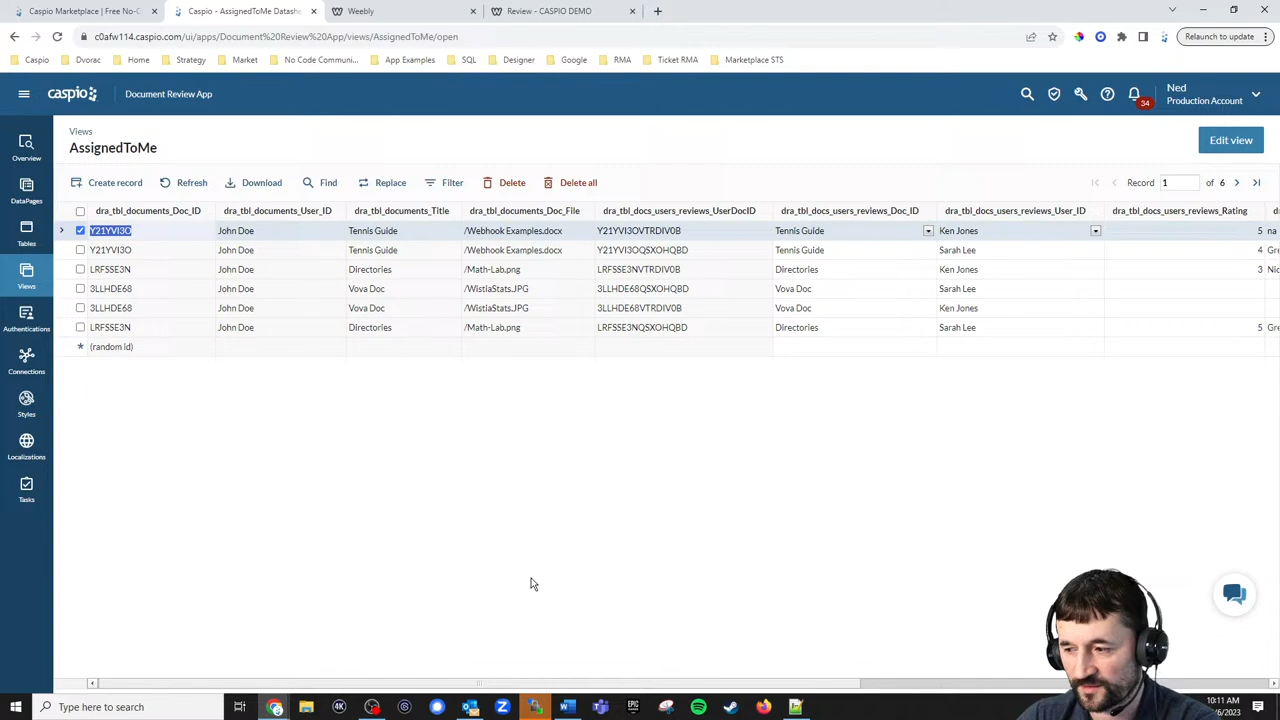 Caspio Marketplace | Free No-C
Caspio - AssignedToMe Datashe
Weebly
Review - CASPIO DEMO
c0afw114.caspio.com/ui/apps/Document%20Review%20App/views/AssignedToMe/open
Relaunch to update
Caspio Dvorac Home Strategy Market No Code Communi... App Examples SQL Designer Google RMA Ticket RMA Marketplace STS
caspio Document Review App
34
Ned
Production Account
Overview
DataPages
Tables
Views
Authentications
Connections
Styles
Localizations
Tasks
Views
AssignedToMe
Edit view
Create record Refresh Download Find Replace Filter Delete Delete all Record 1 of 6
dra_tbl_documents_Doc_ID dra_tbl_documents_User_ID dra_tbl_documents_Title dra_tbl_documents_Doc_File dra_tbl_docs_users_reviews_UserDocID dra_tbl_docs_users_reviews_Doc_ID dra_tbl_docs_users_reviews_User_ID dra_tbl_docs_users_reviews_Rating
Y21YVI3O John Doe Tennis Guide /Webhook Examples.docx Y21YVI3OVTRDIV0B Tennis Guide Ken Jones 5 na
Y21YVI3O John Doe Tennis Guide /Webhook Examples.docx Y21YVI3OQSXOHQBD Tennis Guide Sarah Lee 4 Gre
LRFSSE3N John Doe Directories /Math-Lab.png LRFSSE3NVTRDIV0B Directories Ken Jones 3 Nic
3LLHDE68 John Doe Vova Doc /WistiaStats.JPG 3LLHDE68QSXOHQBD Vova Doc Sarah Lee
3LLHDE68 John Doe Vova Doc /WistiaStats.JPG 3LLHDE68VTRDIV0B Vova Doc Ken Jones
LRFSSE3N John Doe Directories /Math-Lab.png LRFSSE3NQSXOHQBD Directories Sarah Lee 5 Gre
* (random id)
Type here to search
4K
EPIC
10:11 AM